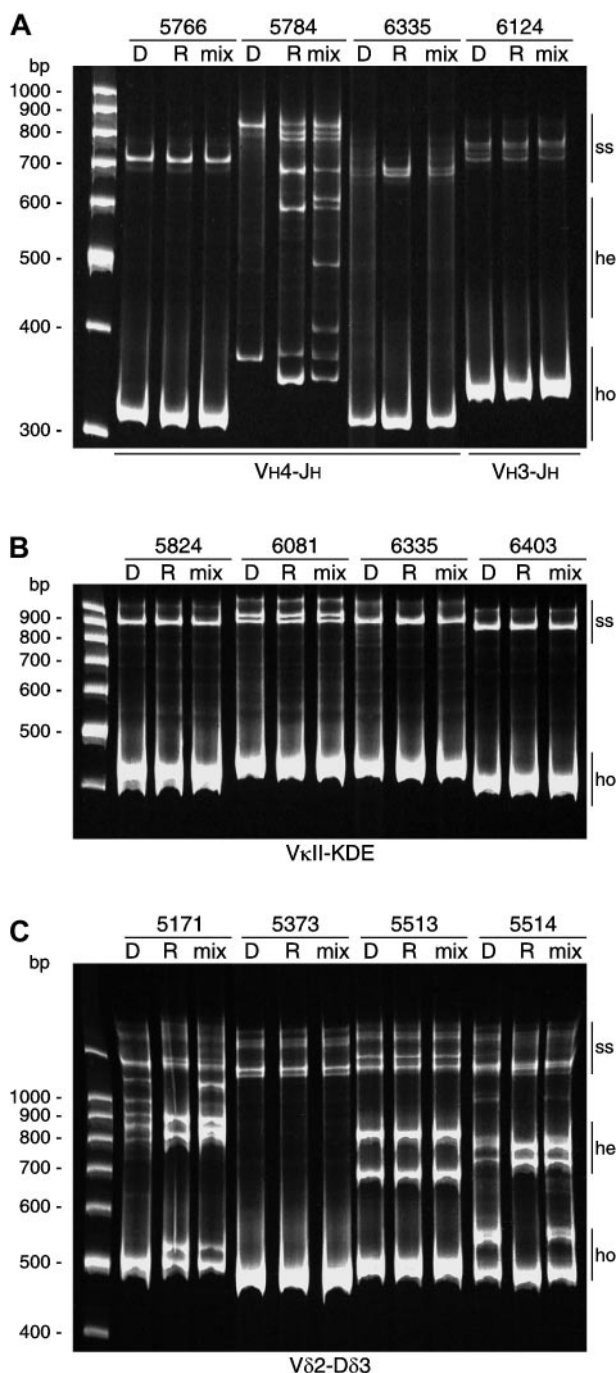 A
5766 5784 6335 6124
bp D R mix D R mix D R mix D R mix
1000 -
900 -
800 -
ss
700 -
600 -
he
500 -
400 -
ho
300 -
VH4-JH VH3-JH
B
5824 6081 6335 6403
bp D R mix D R mix D R mix D R mix
900 -
ss
800 -
700 -
600 -
500 -
ho
VκII-KDE
C
5171 5373 5513 5514
bp D R mix D R mix D R mix D R mix
ss
1000 -
900 -
800 -
he
700 -
600 -
ho
500 -
400 -
Vδ2-Dδ3